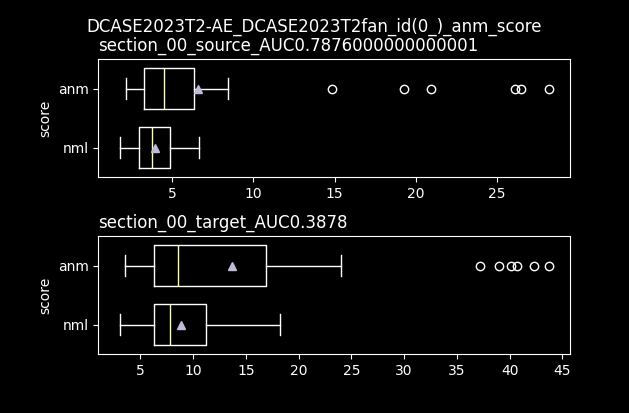 DCASE2023T2-AE_DCASE2023T2fan_id(0_)_anm_score
section_00_source_AUC0.7876000000000001
anm
nml
score
5 10 15 20 25
section_00_target_AUC0.3878
anm
nml
score
5 10 15 20 25 30 35 40 45